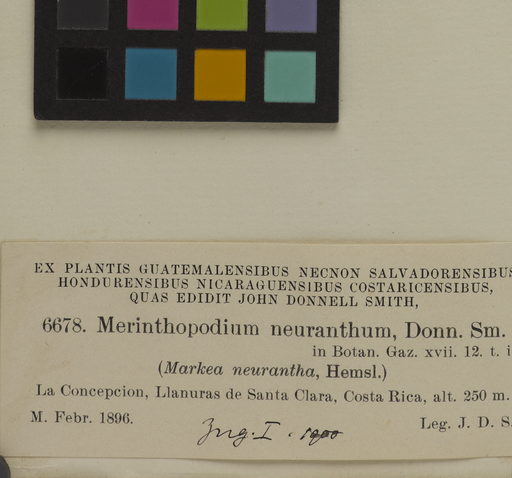 EX PLANTIS GUATEMALENSIBUS NECNON SALVADORENSIBUS
HONDURENSIBUS NICARAGUENSIBUS COSTARICENSIBUS,
QUAS EDIDIT JOHN DONNELL SMITH,
6678. Merinthopodium neuranthum, Donn. Sm.
in Botan. Gaz. xvii. 12. t. i
(Markea neurantha, Hemsl.)
La Concepcion, Llanuras de Santa Clara, Costa Rica, alt. 250 m.
M. Febr. 1896.
Leg. J. D. S.
Zug. I. 1900